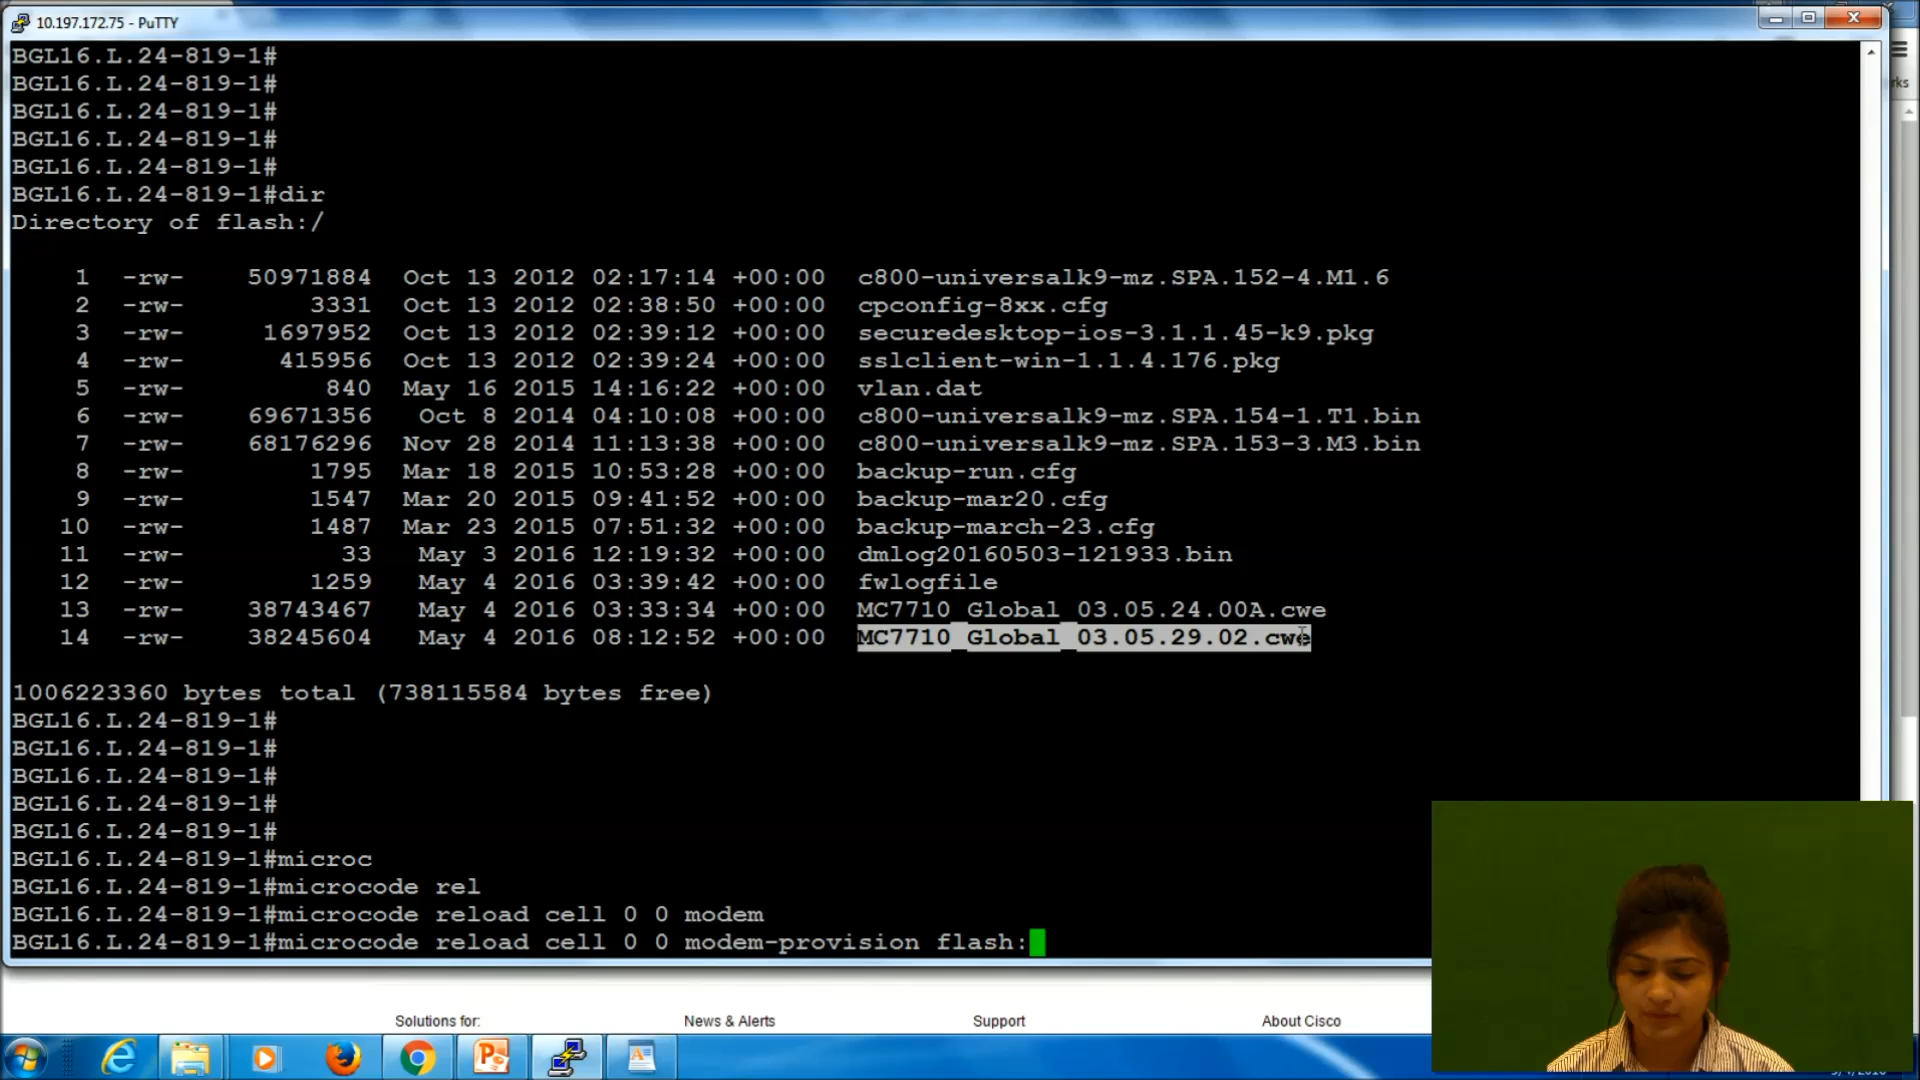 10.197.172.75 - PuTTY
BGL16.L.24-819-1#
BGL16.L.24-819-1#
BGL16.L.24-819-1#
BGL16.L.24-819-1#
BGL16.L.24-819-1#
BGL16.L.24-819-1#dir
Directory of flash:/
1 -rw- 50971884 Oct 13 2012 02:17:14 +00:00 c800-universalk9-mz.SPA.152-4.M1.6
2 -rw- 3331 Oct 13 2012 02:38:50 +00:00 cpconfig-8xx.cfg
3 -rw- 1697952 Oct 13 2012 02:39:12 +00:00 securedesktop-ios-3.1.1.45-k9.pkg
4 -rw- 415956 Oct 13 2012 02:39:24 +00:00 sslclient-win-1.1.4.176.pkg
5 -rw- 840 May 16 2015 14:16:22 +00:00 vlan.dat
6 -rw- 69671356 Oct 8 2014 04:10:08 +00:00 c800-universalk9-mz.SPA.154-1.T1.bin
7 -rw- 68176296 Nov 28 2014 11:13:38 +00:00 c800-universalk9-mz.SPA.153-3.M3.bin
8 -rw- 1795 Mar 18 2015 10:53:28 +00:00 backup-run.cfg
9 -rw- 1547 Mar 20 2015 09:41:52 +00:00 backup-mar20.cfg
10 -rw- 1487 Mar 23 2015 07:51:32 +00:00 backup-march-23.cfg
11 -rw- 33 May 3 2016 12:19:32 +00:00 dmlog20160503-121933.bin
12 -rw- 1259 May 4 2016 03:39:42 +00:00 fwlogfile
13 -rw- 38743467 May 4 2016 03:33:34 +00:00 MC7710_Global_03.05.24.00A.cwe
14 -rw- 38245604 May 4 2016 08:12:52 +00:00 MC7710_Global_03.05.29.02.cwe
1006223360 bytes total (738115584 bytes free)
BGL16.L.24-819-1#
BGL16.L.24-819-1#
BGL16.L.24-819-1#
BGL16.L.24-819-1#
BGL16.L.24-819-1#
BGL16.L.24-819-1#microc
BGL16.L.24-819-1#microcode rel
BGL16.L.24-819-1#microcode reload cell 0 0 modem
BGL16.L.24-819-1#microcode reload cell 0 0 modem-provision flash:
Solutions for: News & Alerts Support About Cisco